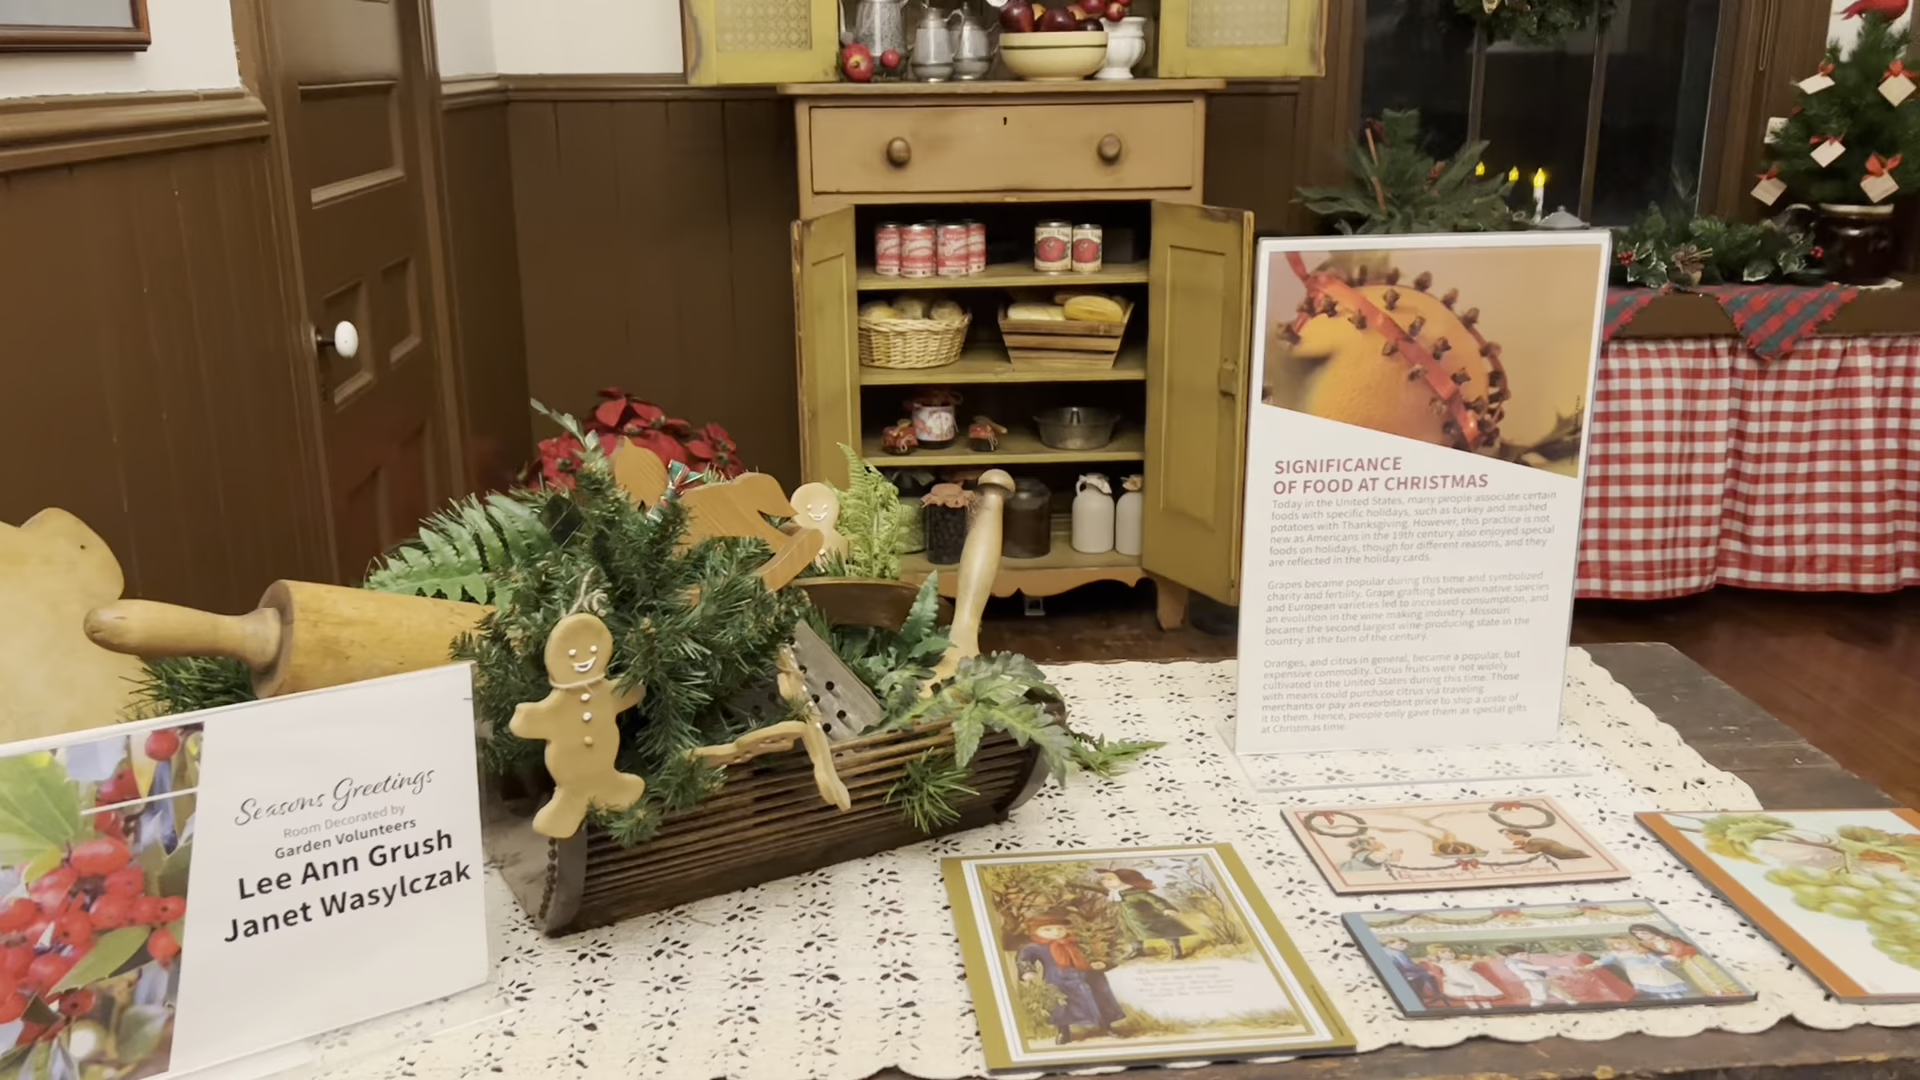 Seasons Greetings
Room Decorated by
Garden Volunteers
Lee Ann Grush
Janet Wasylczak
SIGNIFICANCE
OF FOOD AT CHRISTMAS
Today in the United States, many people associate certain
foods with specific holidays, such as turkey and mashed
potatoes with Thanksgiving. However, this practice is not
new as Americans in the 19th century also enjoyed special
foods on holidays, though for different reasons, and they
are reflected in the holiday cards.
Grapes became popular during this time and symbolized
charity and fertility. Grape grafting between native species
and European varieties led to increased consumption, and
an evolution in the wine making industry. Missouri
became the second largest wine-producing state in the
country at the turn of the century.
Oranges, and citrus in general, became a popular, but
expensive commodity. Citrus fruits were not widely
cultivated in the United States during this time. Those
with means could purchase citrus via traveling
merchants or pay an exorbitant price to ship a crate of
it to them. Hence, people only gave them as special gifts
at Christmas time.